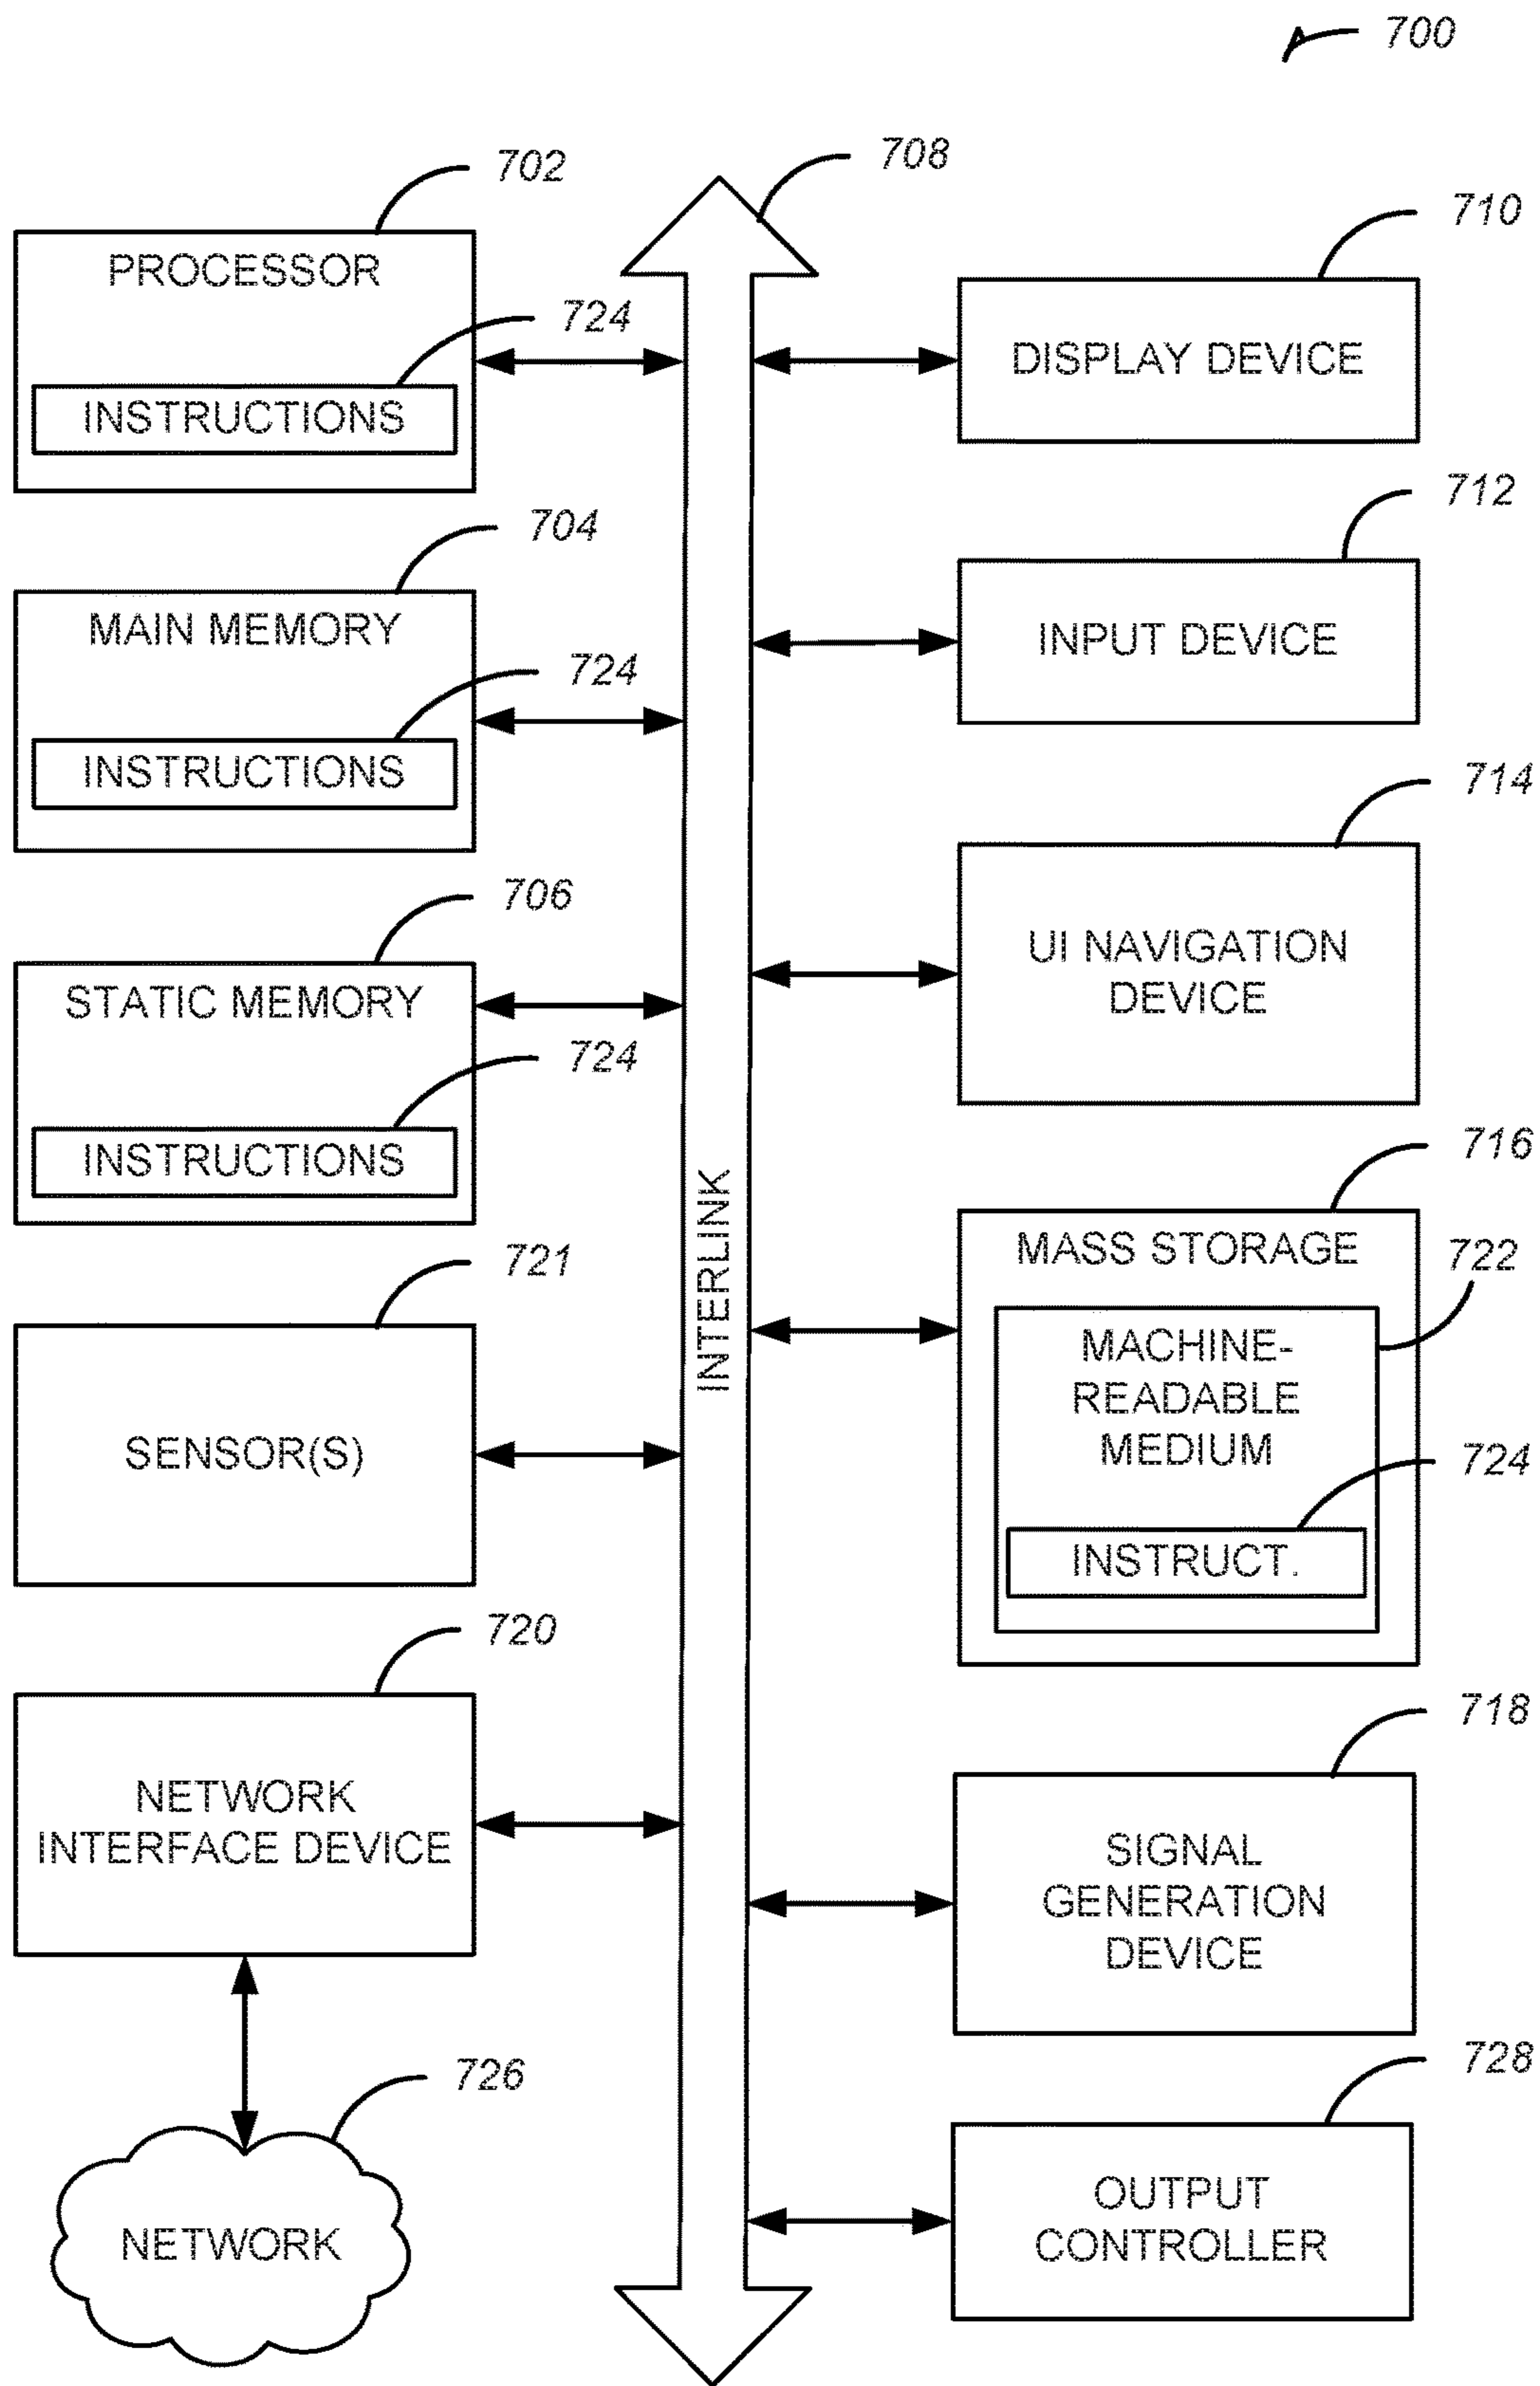 700
702
PROCESSOR
724
INSTRUCTIONS
704
MAIN MEMORY
724
INSTRUCTIONS
706
STATIC MEMORY
724
INSTRUCTIONS
721
SENSOR(S)
720
NETWORK
INTERFACE DEVICE
726
NETWORK
708
INTERLINK
710
DISPLAY DEVICE
712
INPUT DEVICE
714
UI NAVIGATION
DEVICE
716
MASS STORAGE
722
MACHINE-
READABLE
MEDIUM
724
INSTRUCT.
718
SIGNAL
GENERATION
DEVICE
728
OUTPUT
CONTROLLER